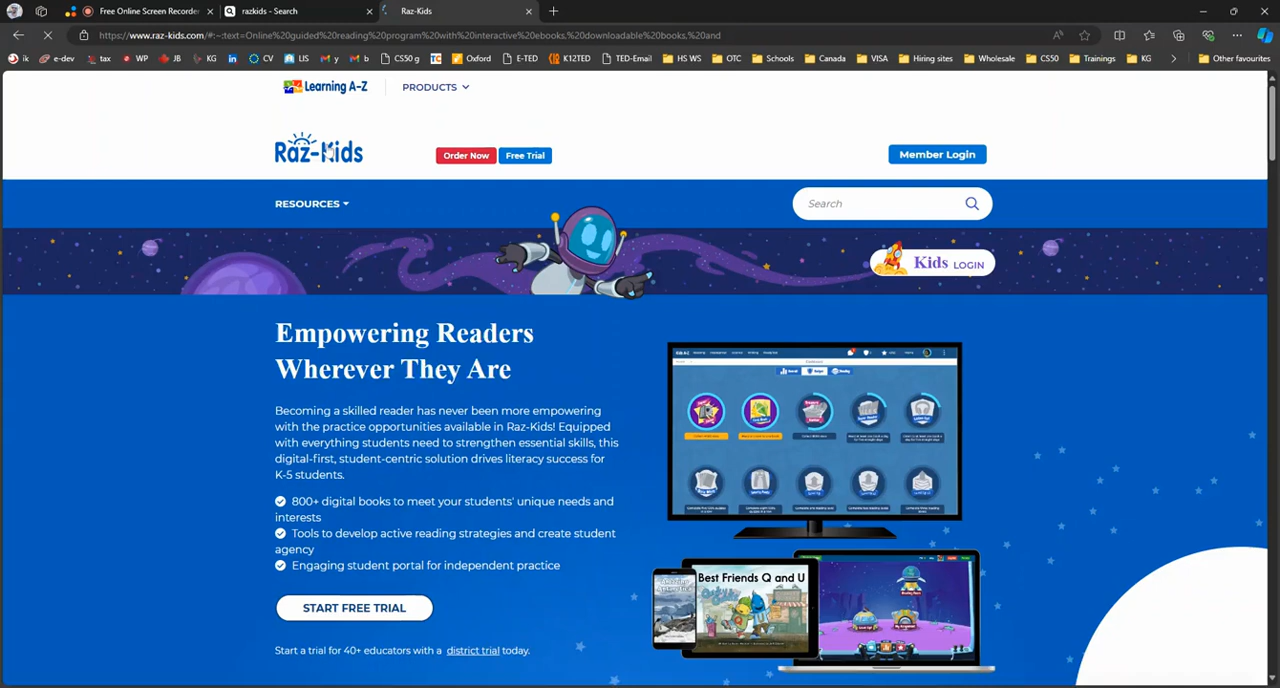 Free Online Screen Recorder
razkids - Search
Raz-Kids
https://www.raz-kids.com/#:~:text=Online%20guided%20reading%20program%20with%20interactive%20ebooks,%20downloadable%20books,%20and
ik
e-dev
tax
WP
JB
KG
CV
LIS
M y
M b
CS50 g
Oxford
E-TED
K12TED
TED-Email
HS WS
OTC
Schools
Canada
VISA
Hiring sites
Wholesale
CS50
Trainings
KG
Other favourites
Learning A-Z
PRODUCTS
Raz-Kids
Order Now
Free Trial
Member Login
RESOURCES
Search
Kids LOGIN
Empowering Readers
Wherever They Are
Becoming a skilled reader has never been more empowering
with the practice opportunities available in Raz-Kids! Equipped
with everything students need to strengthen essential skills, this
digital-first, student-centric solution drives literacy success for
K-5 students.
800+ digital books to meet your students' unique needs and
interests
Tools to develop active reading strategies and create student
agency
Engaging student portal for independent practice
START FREE TRIAL
Start a trial for 40+ educators with a district trial today.
Best Friends Q and U